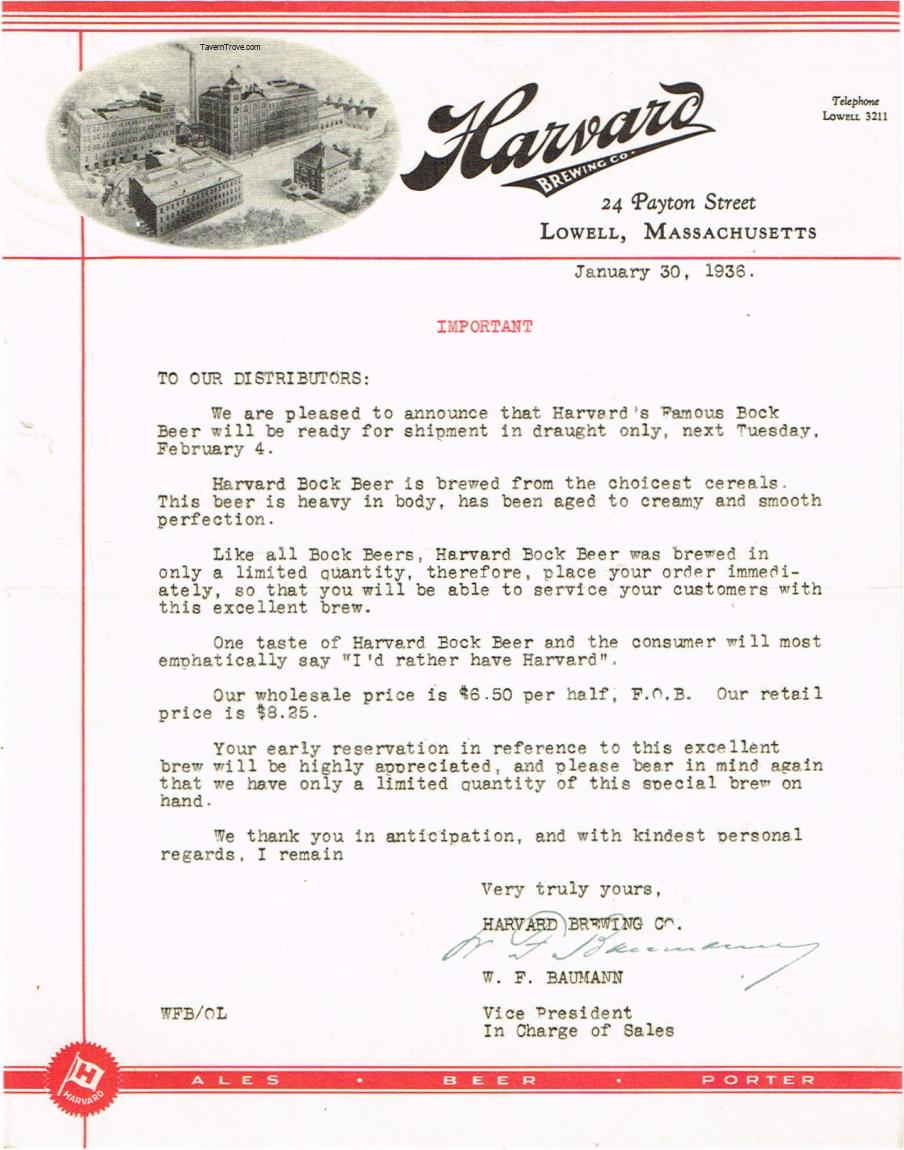 TavernTrove.com
Harvard
BREWING CO.
Telephone
LOWELL 3211
24 Payton Street
LOWELL, MASSACHUSETTS
January 30, 1936.
IMPORTANT
TO OUR DISTRIBUTORS:
We are pleased to announce that Harvard's Famous Bock
Beer will be ready for shipment in draught only, next Tuesday,
February 4.
Harvard Bock Beer is brewed from the choicest cereals.
This beer is heavy in body, has been aged to creamy and smooth
perfection.
Like all Bock Beers, Harvard Bock Beer was brewed in
only a limited quantity, therefore, place your order immedi-
ately, so that you will be able to service your customers with
this excellent brew.
One taste of Harvard Bock Beer and the consumer will most
emphatically say "I'd rather have Harvard".
Our wholesale price is $6.50 per half, F.O.B. Our retail
price is $8.25.
Your early reservation in reference to this excellent
brew will be highly appreciated, and please bear in mind again
that we have only a limited quantity of this special brew on
hand.
We thank you in anticipation, and with kindest personal
regards, I remain
Very truly yours,
HARVARD BREWING CO.
W F Baumann
W. F. BAUMANN
WFB/OL
Vice President
In Charge of Sales
H
HARVARD
ALES • BEER • PORTER